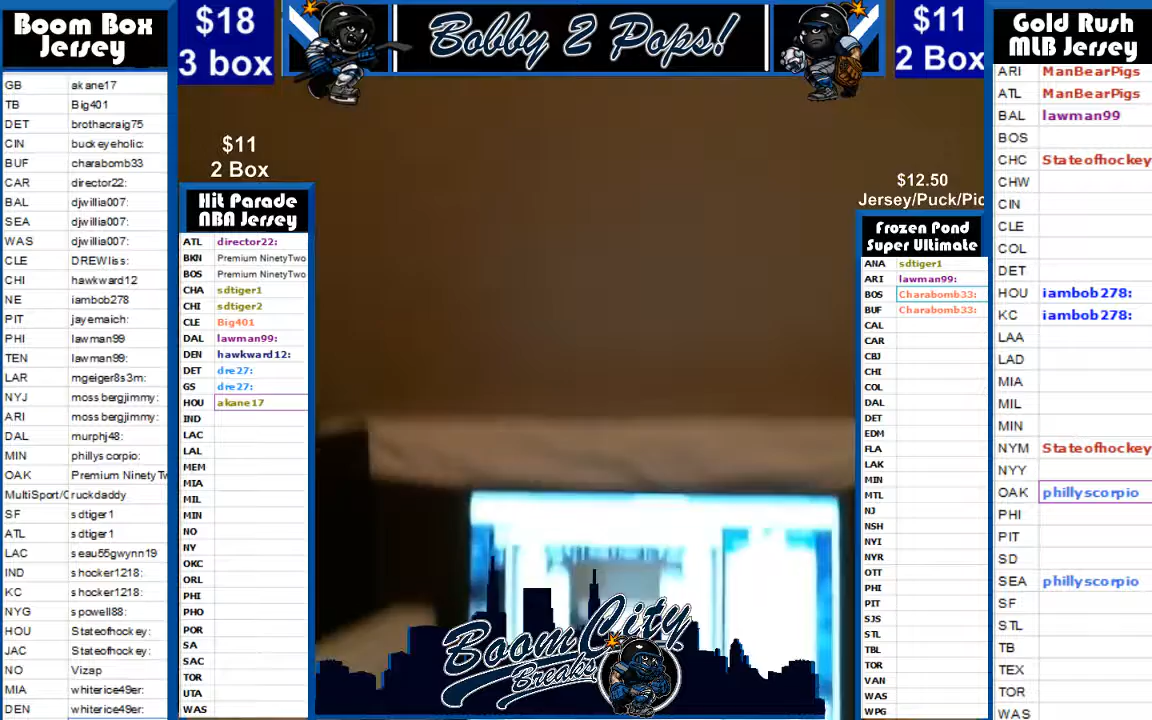 Boom Box
Jersey
GB akane17
TB Big401
DET brothacraig75
CIN buckeyeholic:
BUF charabomb33
CAR director22:
BAL djwillia007:
SEA djwillia007:
WAS djwillia007:
CLE DREWliss:
CHI hawkward12
NE iambob278
PIT jayemaich:
PHI lawman99
TEN lawman99:
LAR mgeiger8s3m:
NYJ mossbergjimmy:
ARI mossbergjimmy:
DAL murphj48:
MIN phillyscorpio:
OAK Premium NinetyTw
MultiSport/C ruckdaddy
SF sdtiger1
ATL sdtiger1
LAC seau55gwynn19
IND shocker1218:
KC shocker1218:
NYG spowell88:
HOU Stateofhockey:
JAC Stateofhockey:
NO Vizap
MIA whiterice49er:
DEN whiterice49er:
$18
3 box
$11
2 Box
Hit Parade
NBA Jersey
ATL director22:
BKN Premium NinetyTwo
BOS Premium NinetyTwo
CHA sdtiger1
CHI sdtiger2
CLE Big401
DAL lawman99:
DEN hawkward12:
DET dre27:
GS dre27:
HOU akane17
IND
LAC
LAL
MEM
MIA
MIL
MIN
NO
NY
OKC
ORL
PHI
PHO
POR
SA
SAC
TOR
UTA
WAS
Bobby 2 Pops!
Boom City
Breaks
$11
2 Box
$12.50
Jersey/Puck/Pic
Frozen Pond
Super Ultimate
ANA sdtiger1
ARI lawman99:
BOS Charabomb33:
BUF Charabomb33:
CAL
CAR
CBJ
CHI
COL
DAL
DET
EDM
FLA
LAK
MIN
MTL
NJ
NSH
NYI
NYR
OTT
PHI
PIT
SJS
STL
TBL
TOR
VAN
WAS
WPG
Gold Rush
MLB Jersey
ARI ManBearPigs
ATL ManBearPigs
BAL lawman99
BOS
CHC Stateofhockey
CHW
CIN
CLE
COL
DET
HOU iambob278:
KC iambob278:
LAA
LAD
MIA
MIL
MIN
NYM Stateofhockey
NYY
OAK phillyscorpio
PHI
PIT
SD
SEA phillyscorpio
SF
STL
TB
TEX
TOR
WAS